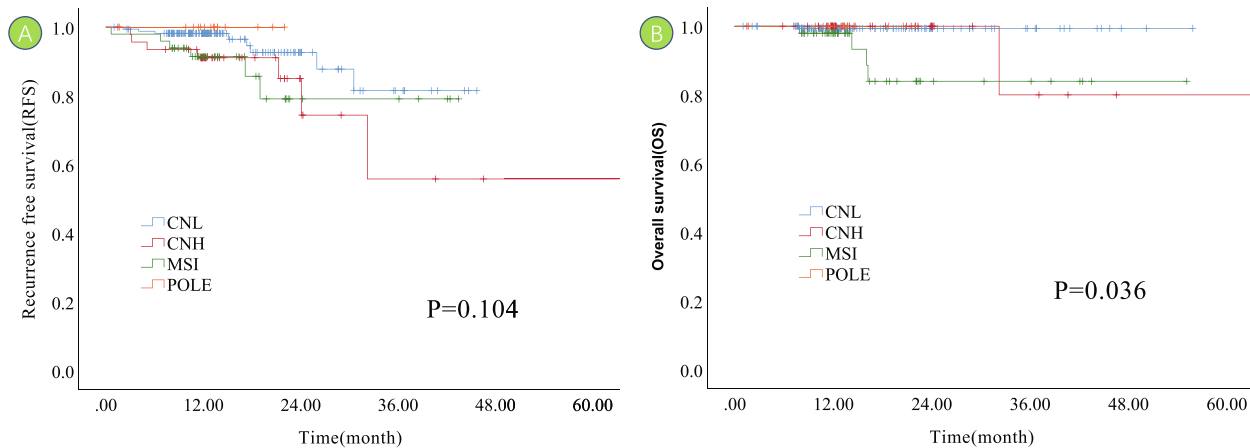 A
Recurrence free survival(RFS)
1.0
0.8
0.6
0.4
0.2
0.0
CNL
CNH
MSI
POLE
P=0.104
.00 12.00 24.00 36.00 48.00 60.00
Time(month)
B
Overall survival(OS)
1.0
0.8
0.6
0.4
0.2
0.0
CNL
CNH
MSI
POLE
P=0.036
.00 12.00 24.00 36.00 48.00 60.00
Time(month)